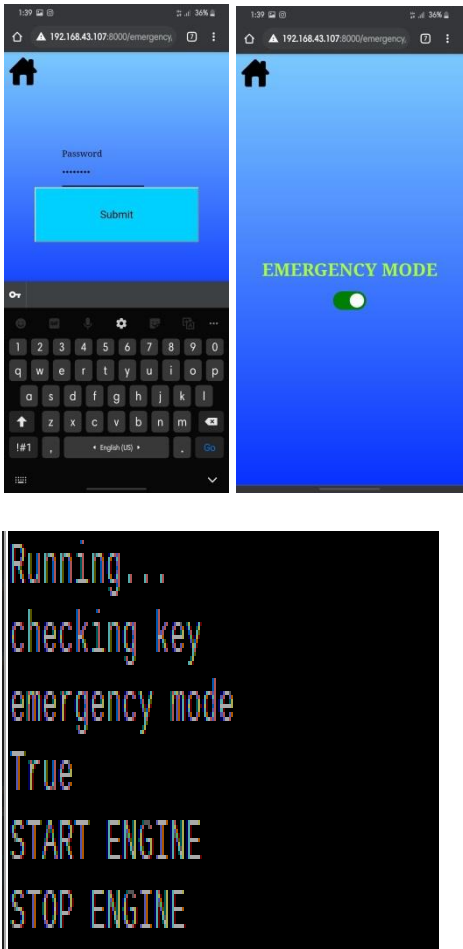 1:39 36%
192.168.43.107:8000/emergency, 7
Password
••••••••
Submit
1 2 3 4 5 6 7 8 9 0
q w e r t y u i o p
a s d f g h j k l
z x c v b n m
!#1 , English (US) . Go
1:39 36%
192.168.43.107:8000/emergency, 7
EMERGENCY MODE
Running...
checking key
emergency mode
True
START ENGINE
STOP ENGINE